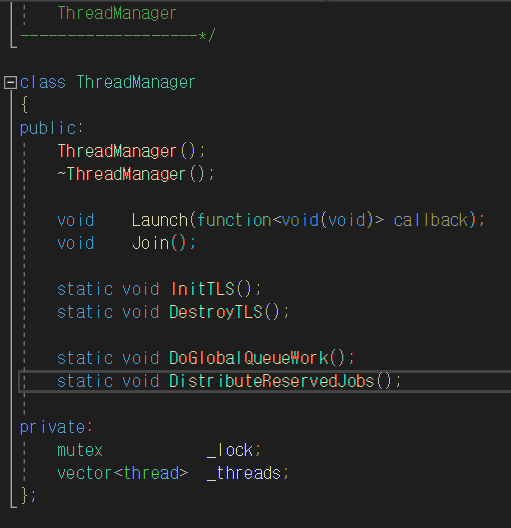 ThreadManager
-------------------*/
class ThreadManager
{
public:
ThreadManager();
~ThreadManager();
void Launch(function<void(void)> callback);
void Join();
static void InitTLS();
static void DestroyTLS();
static void DoGlobalQueueWork();
static void DistributeReservedJobs();
private:
mutex _lock;
vector<thread> _threads;
};